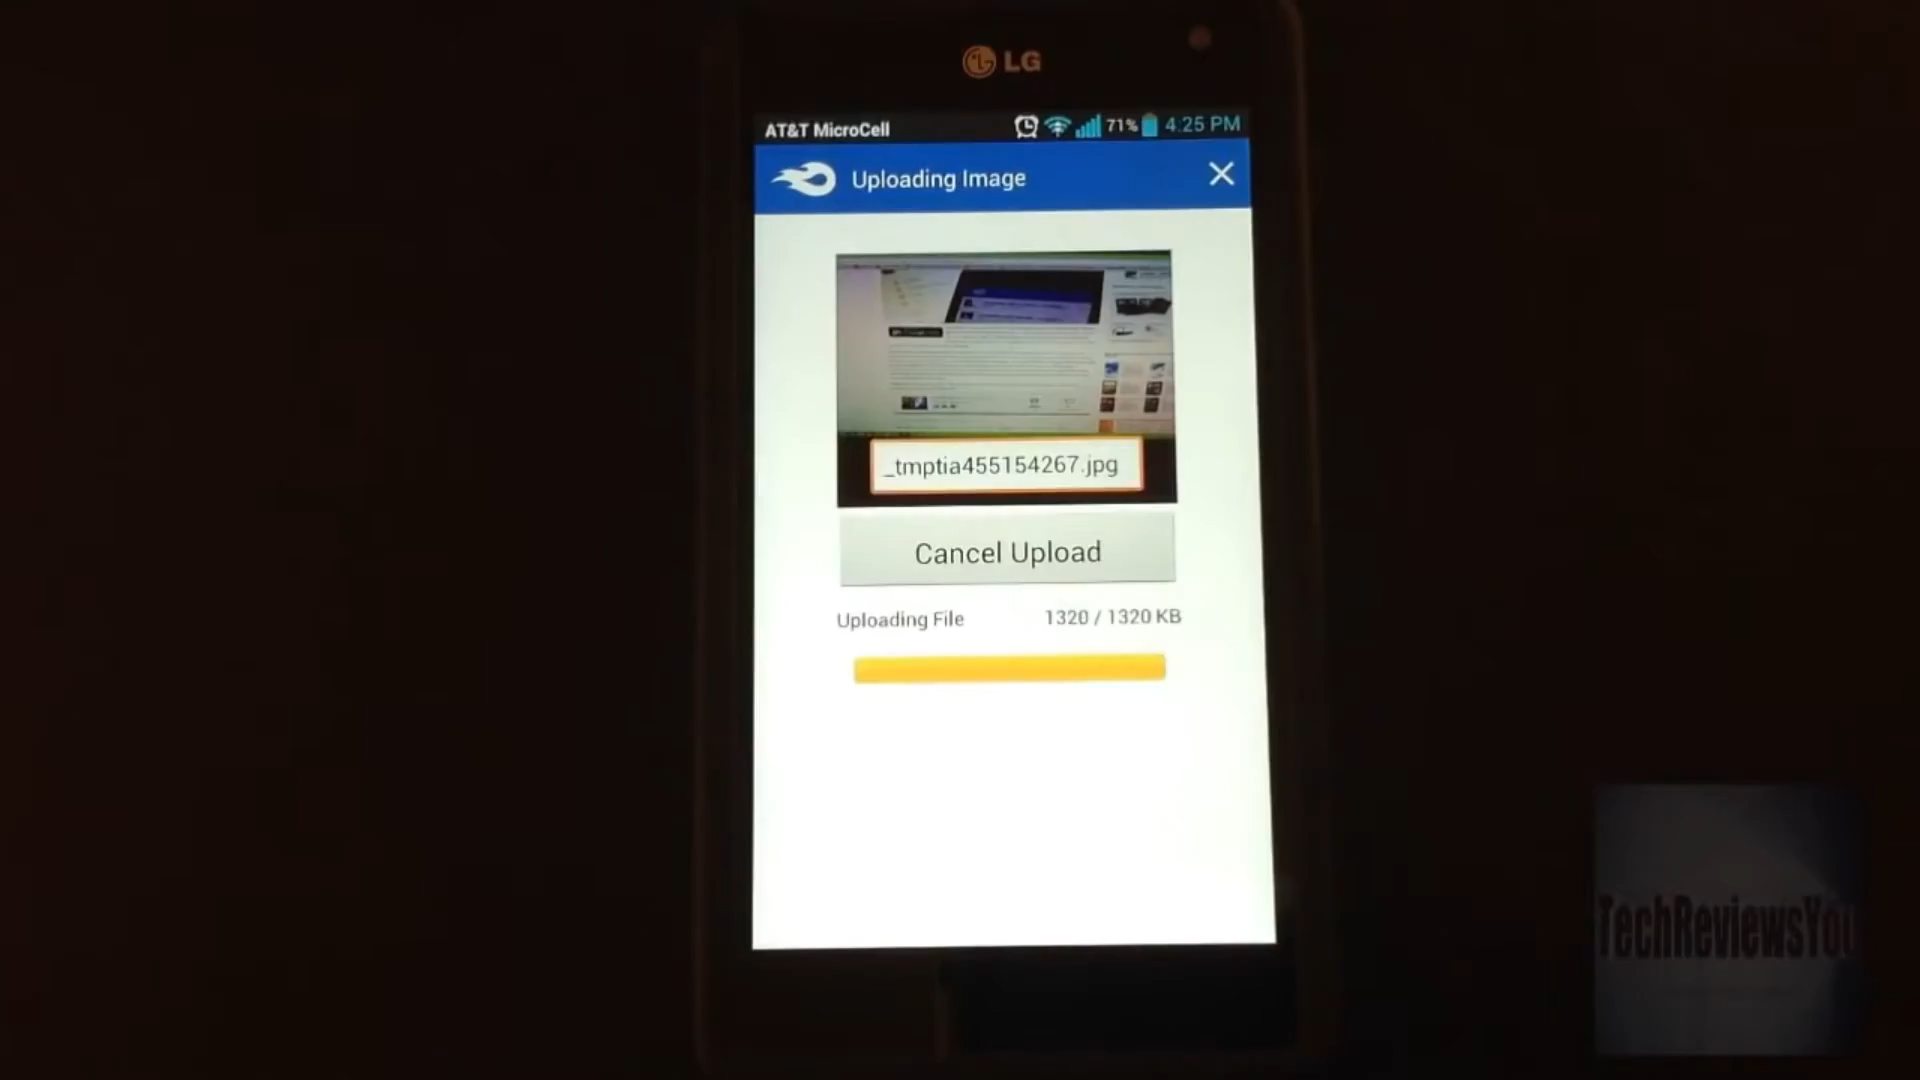 LG
AT&T MicroCell 71% 4:25 PM
Uploading Image
_tmptia455154267.jpg
Cancel Upload
Uploading File 1320 / 1320 KB
TechReviewsYou